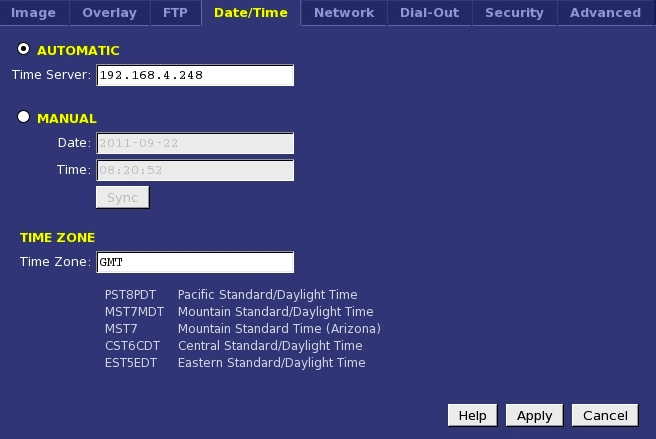 Image Overlay FTP Date/Time Network Dial-Out Security Advanced
AUTOMATIC
Time Server: 192.168.4.248
MANUAL
Date: 2011-09-22
Time: 08:20:52
Sync
TIME ZONE
Time Zone: GMT
PST8PDT Pacific Standard/Daylight Time
MST7MDT Mountain Standard/Daylight Time
MST7 Mountain Standard Time (Arizona)
CST6CDT Central Standard/Daylight Time
EST5EDT Eastern Standard/Daylight Time
Help Apply Cancel